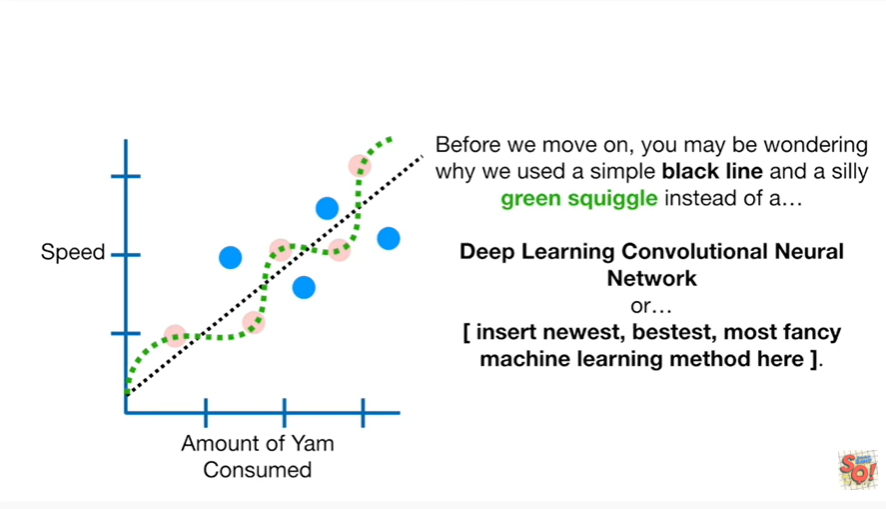 Before we move on, you may be wondering
why we used a simple black line and a silly
green squiggle instead of a…
Deep Learning Convolutional Neural
Network
or…
[ insert newest, bestest, most fancy
machine learning method here ].
Speed
Amount of Yam
Consumed
SQ!